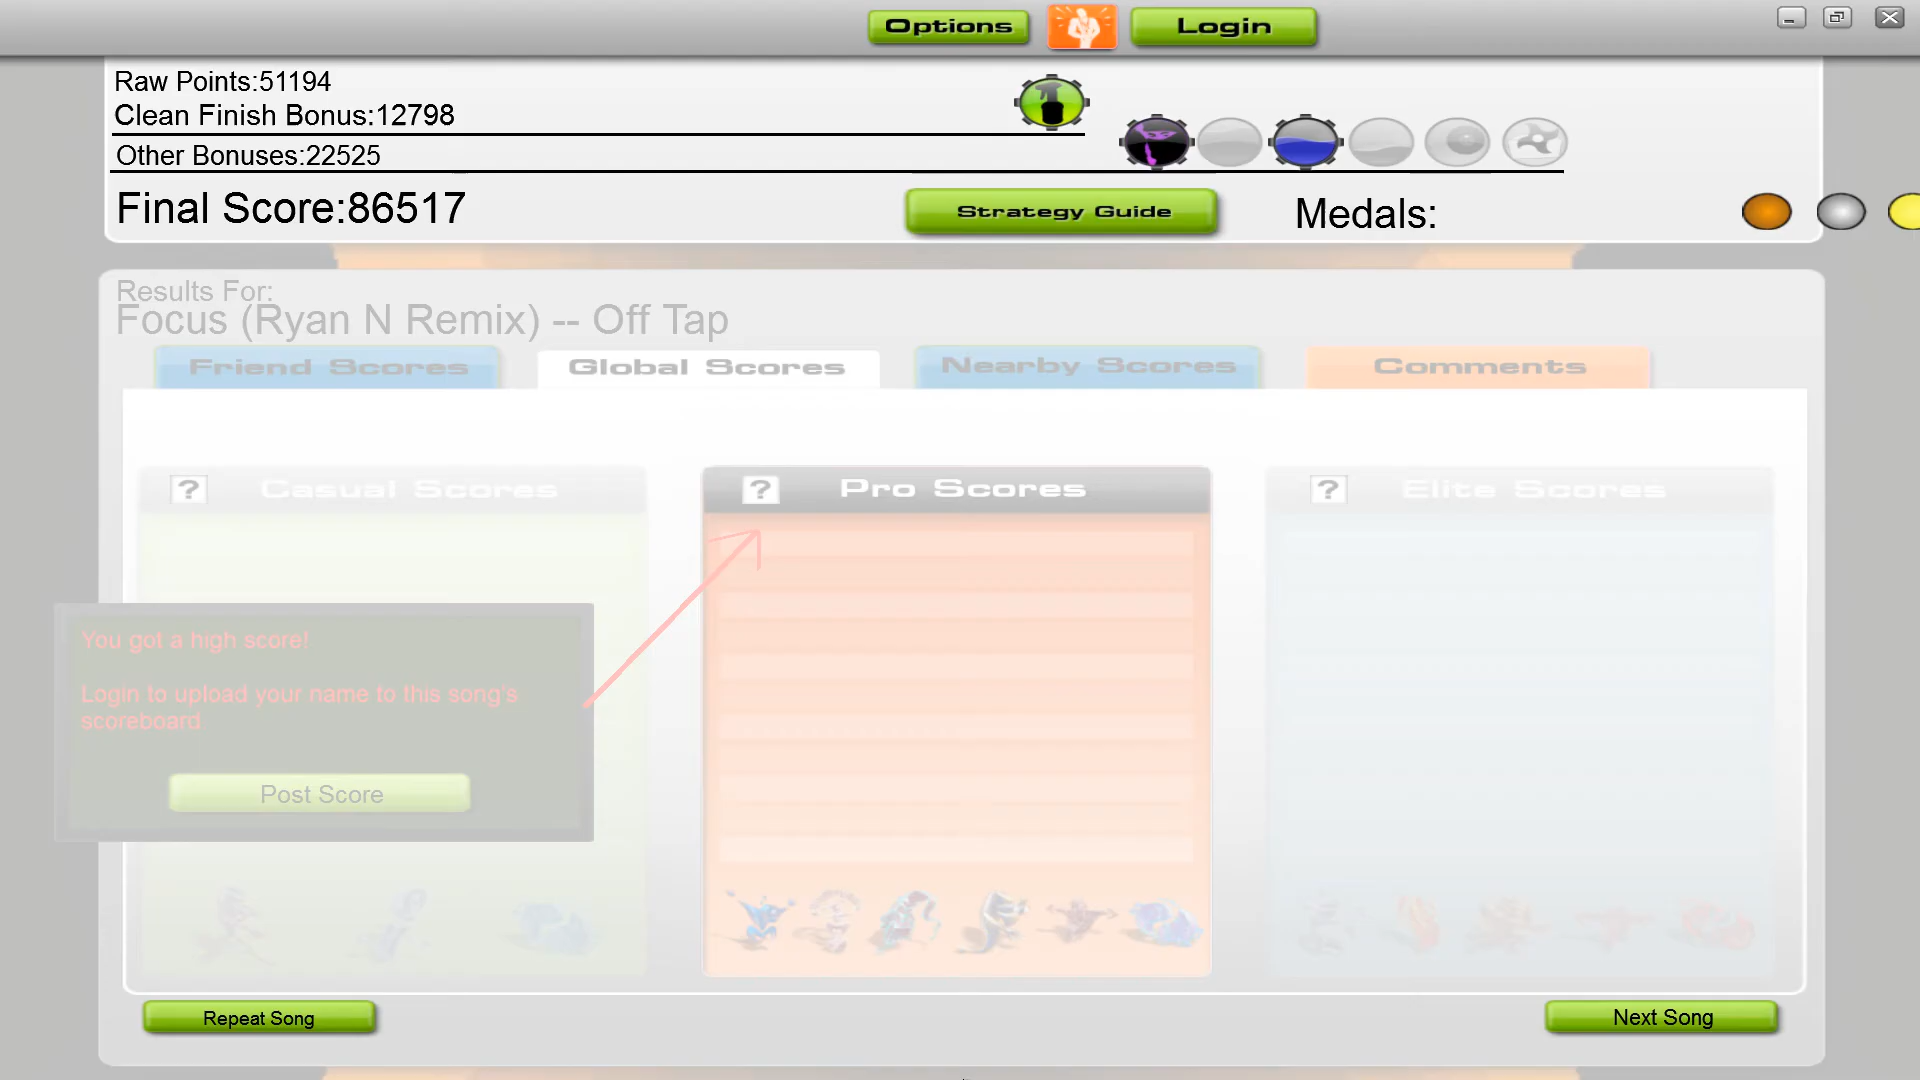 Options
Login
Raw Points:51194
Clean Finish Bonus:12798
Other Bonuses:22525
Final Score:86517
Strategy Guide
Medals:
Results For:
Focus (Ryan N Remix) -- Off Tap
Friend Scores
Global Scores
Nearby Scores
Comments
? Casual Scores
? Pro Scores
? Elite Scores
You got a high score!
Login to upload your name to this song's
scoreboard
Post Score
Repeat Song
Next Song